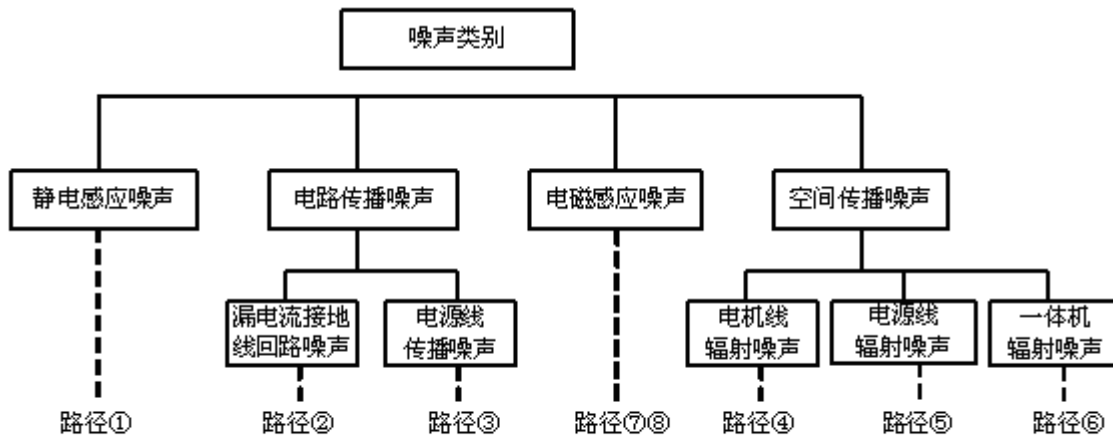 噪声类别
静电感应噪声
电路传播噪声
电磁感应噪声
空间传播噪声
漏电流接地
线回路噪声
电源线
传播噪声
电机线
辐射噪声
电源线
辐射噪声
一体机
辐射噪声
路径①
路径②
路径③
路径⑦⑧
路径④
路径⑤
路径⑥